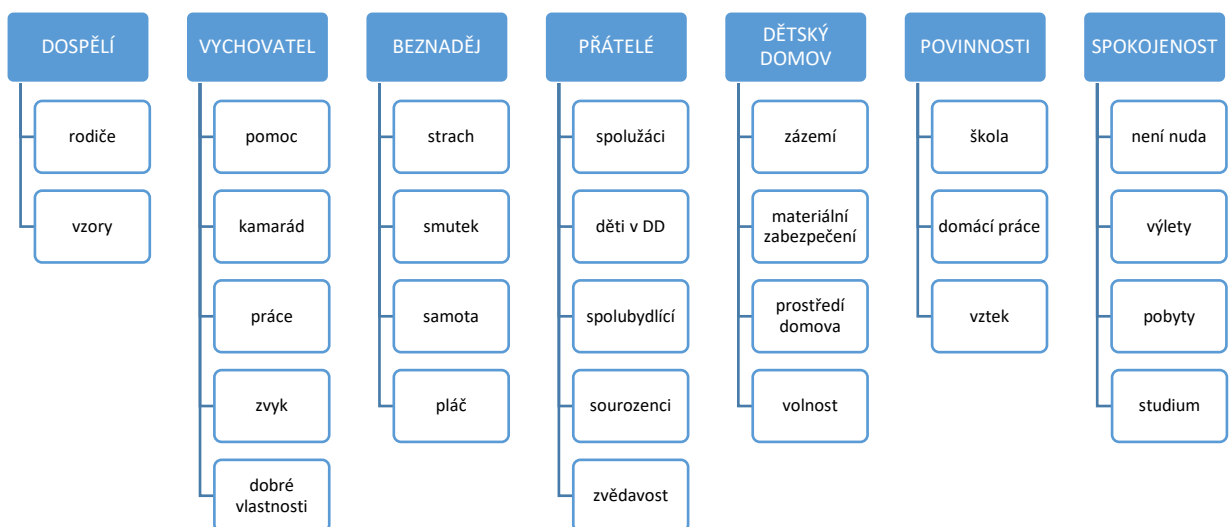 DOSPĚLÍ
rodiče
vzory
VYCHOVATEL
pomoc
kamarád
práce
zvyk
dobré
vlastnosti
BEZNADĚJ
strach
smutek
samota
pláč
PŘÁTELÉ
spolužáci
děti v DD
spolubydlící
sourozenci
zvědavost
DĚTSKÝ
DOMOV
zázemí
materiální
zabezpečení
prostředí
domova
volnost
POVINNOSTI
škola
domácí práce
vztek
SPOKOJENOST
není nuda
výlety
pobyty
studium